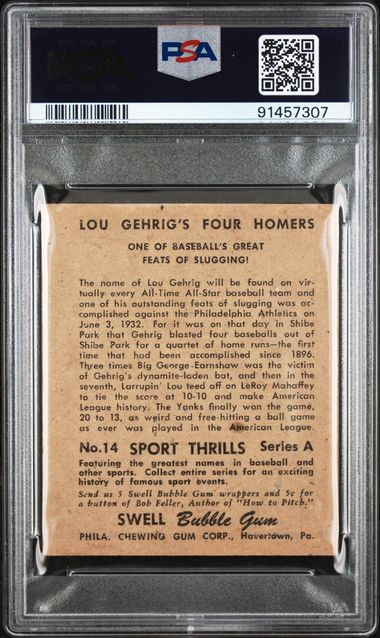 PSA
PSA
91457307
LOU GEHRIG'S FOUR HOMERS
ONE OF BASEBALL'S GREAT
FEATS OF SLUGGING!
The name of Lou Gehrig will be found on vir-
tually every All-Time All-Star baseball team and
one of his outstanding feats of slugging was ac-
complished against the Philadelphia Athletics on
June 3, 1932. For it was on that day in Shibe
Park that Gehrig blasted four baseballs out of
Shibe Park for a quartet of home runs—the first
time that had been accomplished since 1896.
Three times Big George Earnshaw was the victim
of Gehrig's dynamite-laden bat, and then in the
seventh, Larrupin' Lou teed off on LeRoy Mahaffey
to tie the score at 10-10 and make American
League history. The Yanks finally won the game,
20 to 13, as weird and free-hitting a ball game
as ever was played in the American League.
No.14 SPORT THRILLS Series A
Featuring the greatest names in baseball and
other sports. Collect entire series for an exciting
history of famous sport events.
Send us 5 Swell Bubble Gum wrappers and 5c for
a button of Bob Feller, Author of "How to Pitch."
SWELL Bubble Gum
PHILA. CHEWING GUM CORP., Havertown, Pa.